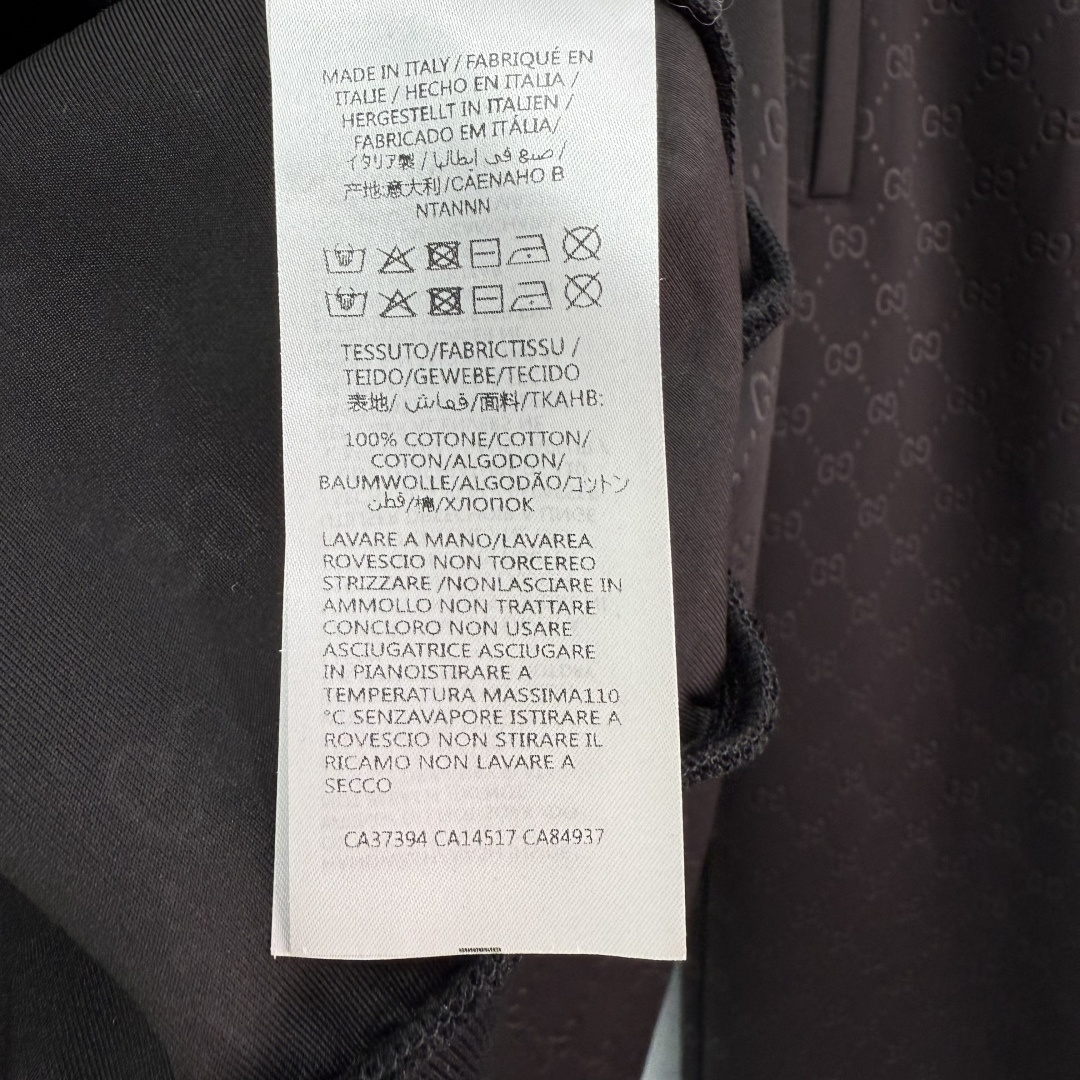 MADE IN ITALY / FABRIQUÉ EN
ITALIE / HECHO EN ITALIA /
HERGESTELLT IN ITALIEN /
FABRICADO EM ITÁLIA/
イタリア製 / صنع في إيطاليا /
产地:意大利/CAENAHO B
NTANNN
TESSUTO/FABRICTISSU /
TEIDO/GEWEBE/TECIDO
表地/ قماش/面料/TKAHB:
100% COTONE/COTTON/
COTON/ALGODON/
BAUMWOLLE/ALGODÃO/コットン
قطن/棉/ХЛОПОК
LAVARE A MANO/LAVAREA
ROVESCIO NON TORCEREO
STRIZZARE /NONLASCIARE IN
AMMOLLO NON TRATTARE
CONCLORO NON USARE
ASCIUGATRICE ASCIUGARE
IN PIANOISTIRARE A
TEMPERATURA MASSIMA110
°C SENZAVAPORE ISTIRARE A
ROVESCIO NON STIRARE IL
RICAMO NON LAVARE A
SECCO
CA37394 CA14517 CA84937